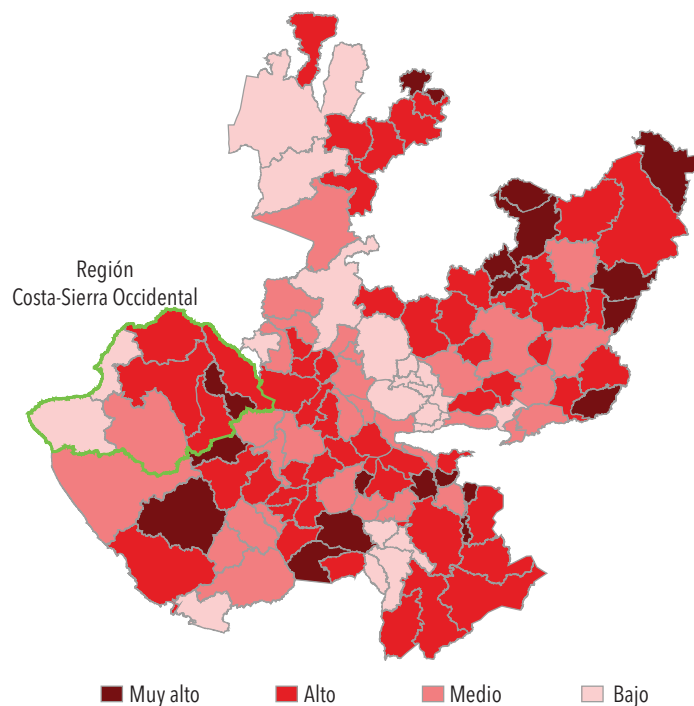 Región
Costa-Sierra Occidental
Muy alto
Alto
Medio
Bajo